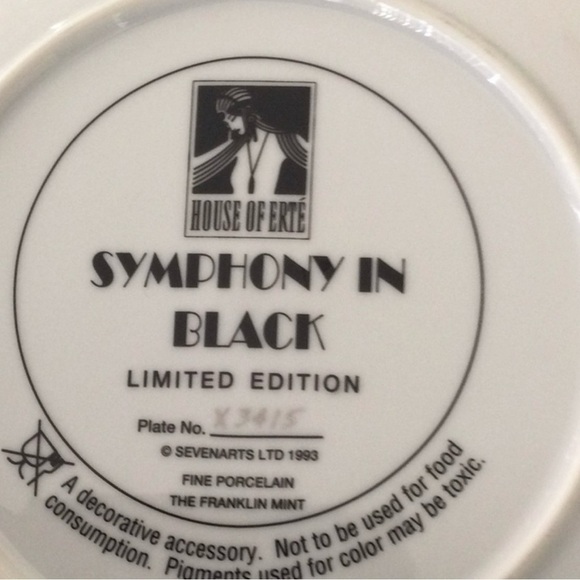 HOUSE OF ERTÉ
SYMPHONY IN
BLACK
LIMITED EDITION
Plate No. X3415
© SEVENARTS LTD 1993
FINE PORCELAIN
THE FRANKLIN MINT
A decorative accessory. Not to be used for food
consumption. Pigments used for color may be toxic.